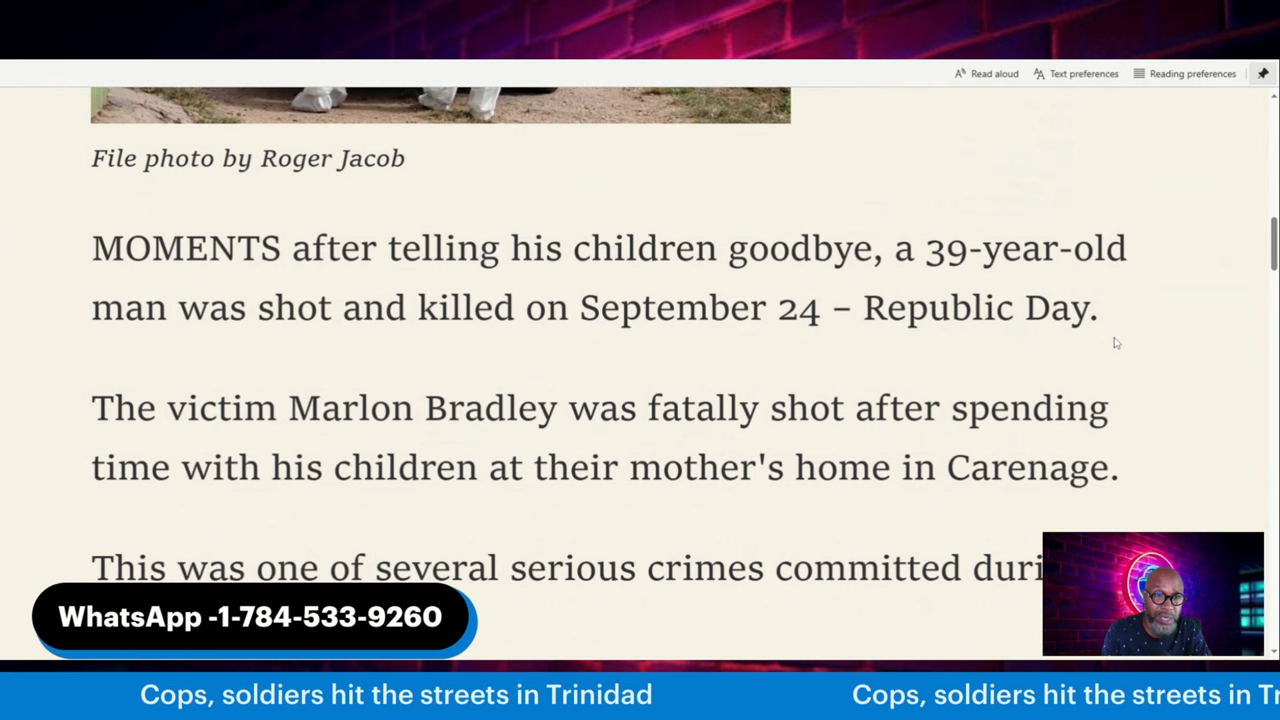 Read aloud Text preferences Reading preferences
File photo by Roger Jacob
MOMENTS after telling his children goodbye, a 39-year-old
man was shot and killed on September 24 – Republic Day.
The victim Marlon Bradley was fatally shot after spending
time with his children at their mother's home in Carenage.
This was one of several serious crimes committed duri
WhatsApp -1-784-533-9260
Cops, soldiers hit the streets in Trinidad Cops, soldiers hit the streets in Tr